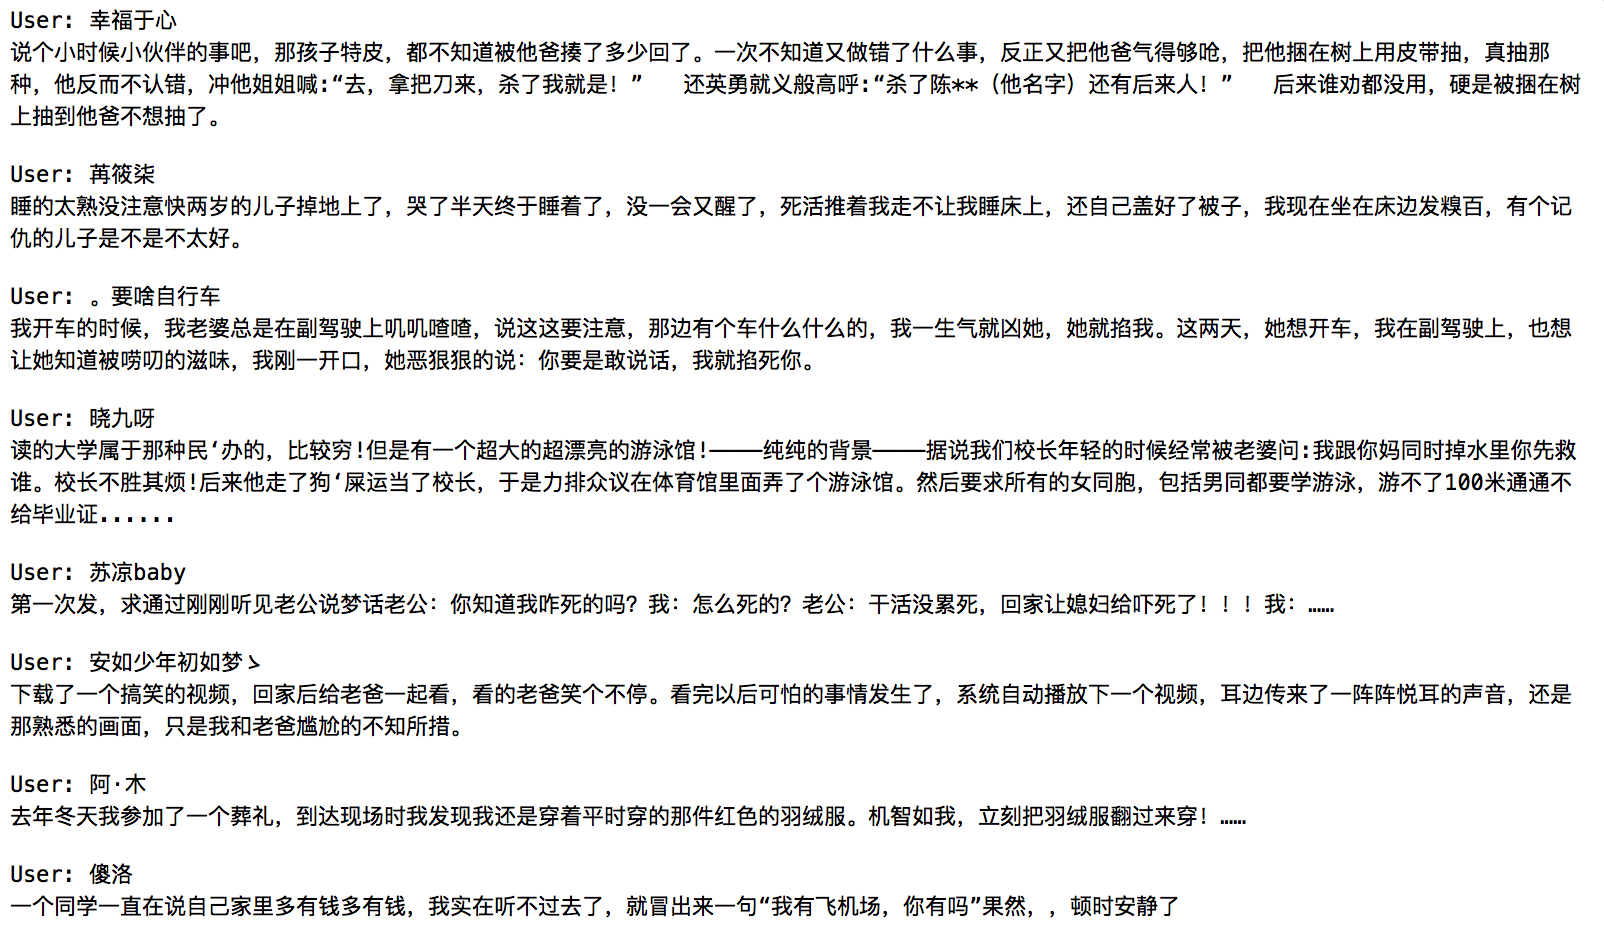 User: 幸福于心
说个小时候小伙伴的事吧，那孩子特皮，都不知道被他爸揍了多少回了。一次不知道又做错了什么事，反正又把他爸气得够呛，把他捆在树上用皮带抽，真抽那
种，他反而不认错，冲他姐姐喊:“去，拿把刀来，杀了我就是！”   还英勇就义般高呼:“杀了陈**（他名字）还有后来人！”   后来谁劝都没用，硬是被捆在树
上抽到他爸不想抽了。
User: 苒筱柒
睡的太熟没注意快两岁的儿子掉地上了，哭了半天终于睡着了，没一会又醒了，死活推着我走不让我睡床上，还自己盖好了被子，我现在坐在床边发糗百，有个记
仇的儿子是不是不太好。
User: 。要啥自行车
我开车的时候，我老婆总是在副驾驶上叽叽喳喳，说这这要注意，那边有个车什么什么的，我一生气就凶她，她就掐我。这两天，她想开车，我在副驾驶上，也想
让她知道被唠叨的滋味，我刚一开口，她恶狠狠的说：你要是敢说话，我就掐死你。
User: 晓九呀
读的大学属于那种民‘办的，比较穷!但是有一个超大的超漂亮的游泳馆!————纯纯的背景————据说我们校长年轻的时候经常被老婆问:我跟你妈同时掉水里你先救
谁。校长不胜其烦!后来他走了狗‘屎运当了校长，于是力排众议在体育馆里面弄了个游泳馆。然后要求所有的女同胞，包括男同都要学游泳，游不了100米通通不
给毕业证......
User: 苏凉baby
第一次发，求通过刚刚听见老公说梦话老公：你知道我咋死的吗？我：怎么死的？老公：干活没累死，回家让媳妇给吓死了！！！我：……
User: 安如少年初如梦ゝ
下载了一个搞笑的视频，回家后给老爸一起看，看的老爸笑个不停。看完以后可怕的事情发生了，系统自动播放下一个视频，耳边传来了一阵阵悦耳的声音，还是
那熟悉的画面，只是我和老爸尴尬的不知所措。
User: 阿·木
去年冬天我参加了一个葬礼，到达现场时我发现我还是穿着平时穿的那件红色的羽绒服。机智如我，立刻把羽绒服翻过来穿！……
User: 傻洛
一个同学一直在说自己家里多有钱多有钱，我实在听不过去了，就冒出来一句“我有飞机场，你有吗”果然，，顿时安静了